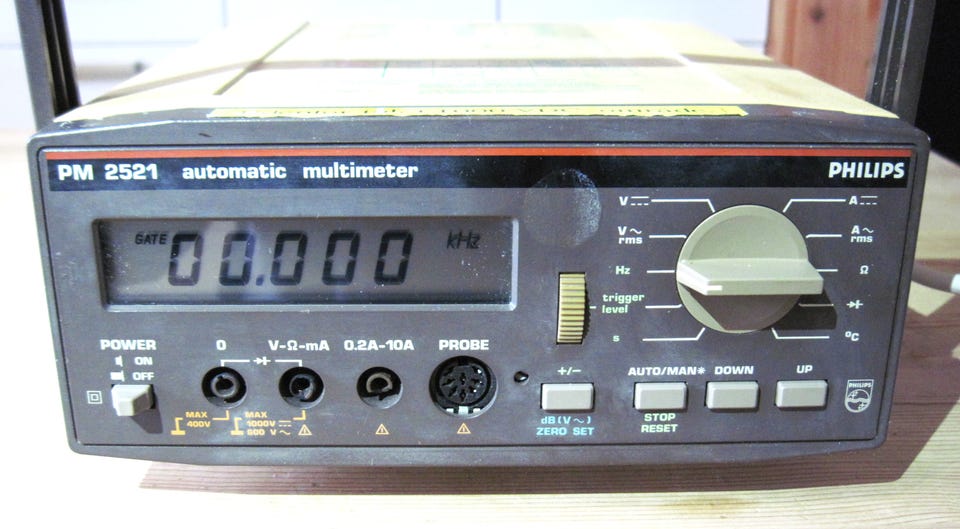 PM 2521 automatic multimeter PHILIPS
GATE 00.000 kHz
V A
V~ rms A~ rms
Hz Ω
trigger level
s °C
POWER
ON
OFF
0 V-Ω-mA 0.2A-10A PROBE
MAX 400V
MAX 1000V
600 V~
+/-
dB(V~)
ZERO SET
AUTO/MAN* DOWN UP
STOP
RESET
PHILIPS